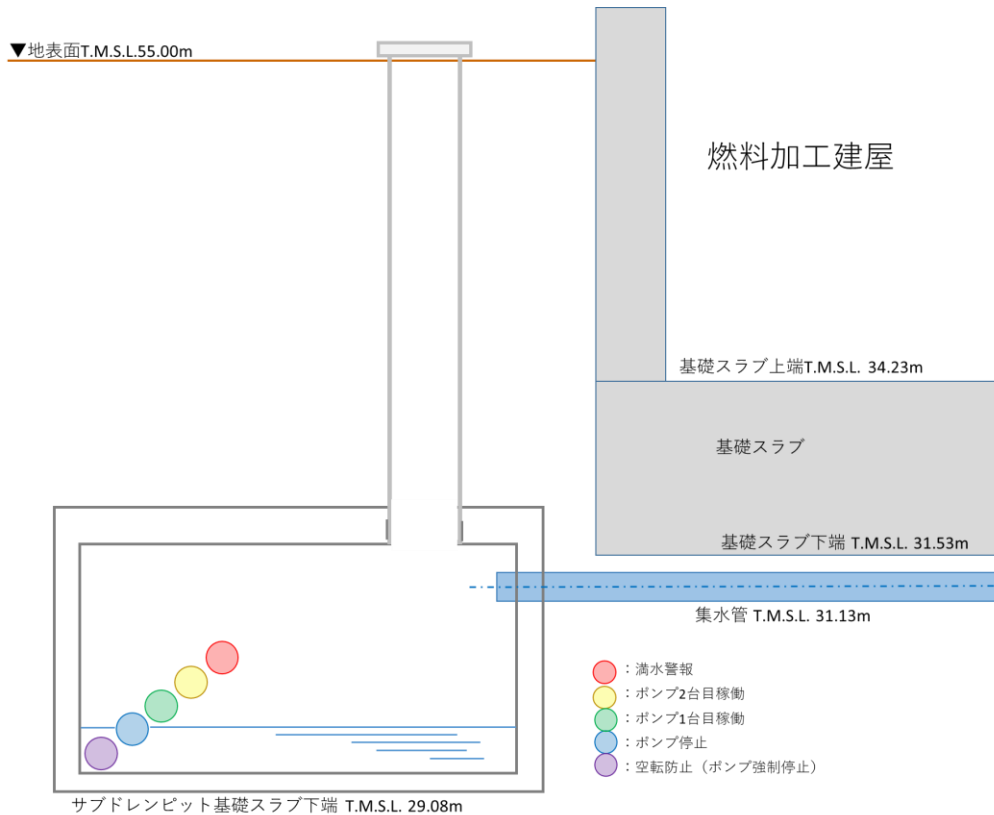 ▼地表面T.M.S.L.55.00m
燃料加工建屋
基礎スラブ上端T.M.S.L. 34.23m
基礎スラブ
基礎スラブ下端 T.M.S.L. 31.53m
集水管 T.M.S.L. 31.13m
：満水警報
：ポンプ2台目稼働
：ポンプ1台目稼働
：ポンプ停止
：空転防止（ポンプ強制停止）
サブドレンピット基礎スラブ下端 T.M.S.L. 29.08m